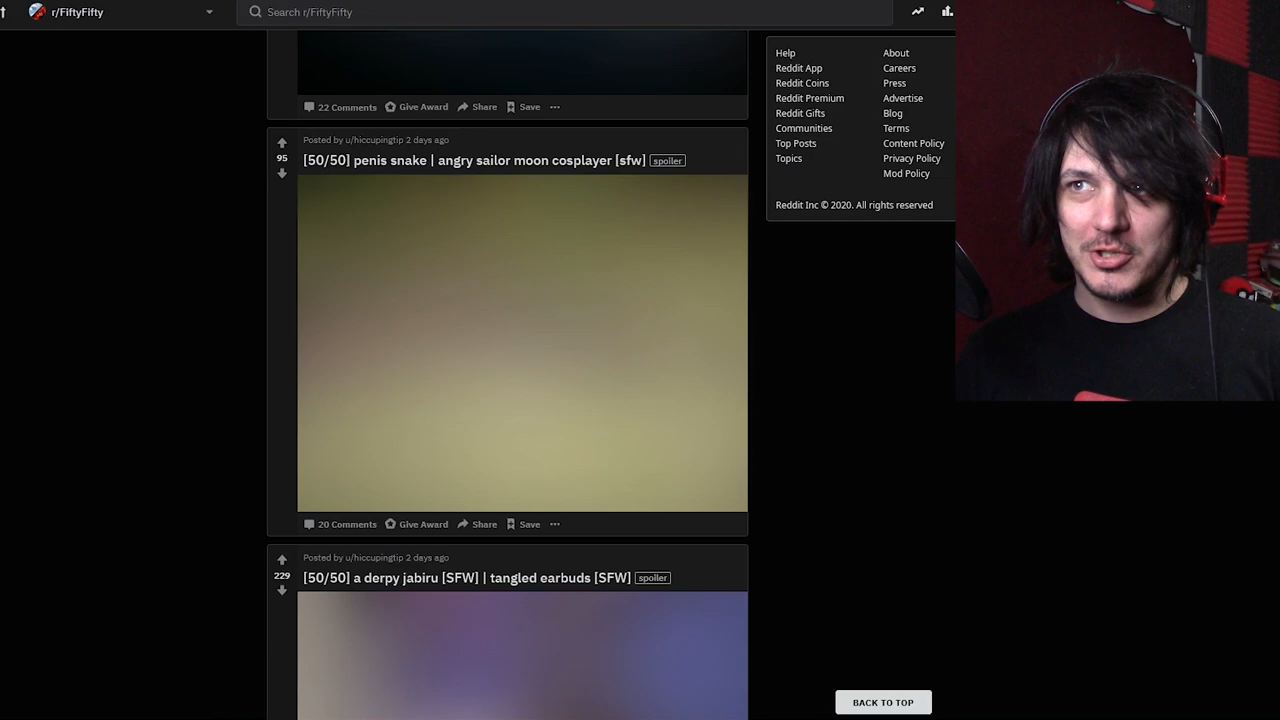 r/FiftyFifty
Search r/FiftyFifty
22 Comments Give Award Share Save
Posted by u/hiccupingtip 2 days ago
95
[50/50] penis snake | angry sailor moon cosplayer [sfw] spoiler
20 Comments Give Award Share Save
Posted by u/hiccupingtip 2 days ago
229
[50/50] a derpy jabiru [SFW] | tangled earbuds [SFW] spoiler
Help About
Reddit App Careers
Reddit Coins Press
Reddit Premium Advertise
Reddit Gifts Blog
Communities Terms
Top Posts Content Policy
Topics Privacy Policy
Mod Policy
Reddit Inc © 2020. All rights reserved
BACK TO TOP